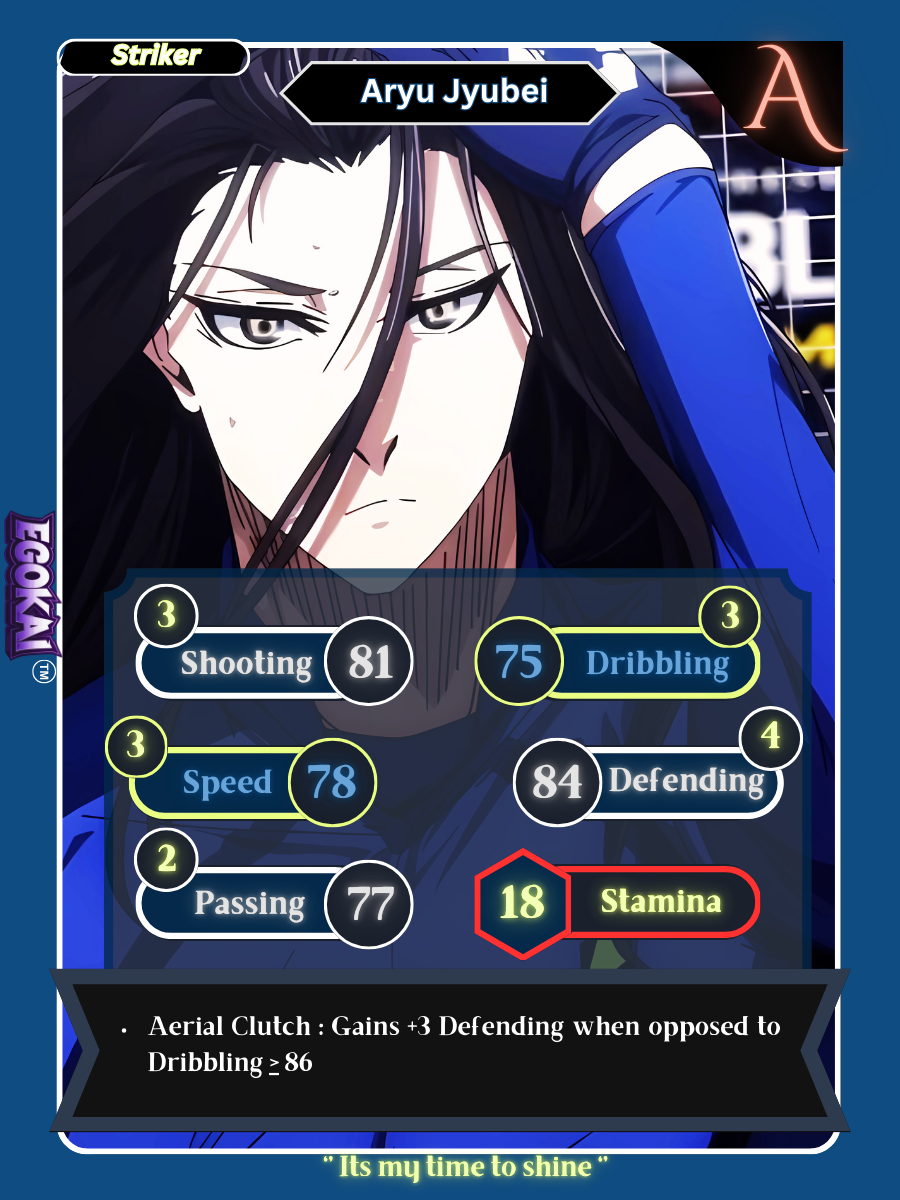 Striker
Aryu Jyubei
A
BL
EGOKAI
TM
3
Shooting 81
3
75 Dribbling
3
Speed 78
4
84 Defending
2
Passing 77
18 Stamina
· Aerial Clutch : Gains +3 Defending when opposed to
Dribbling ≥ 86
“ Its my time to shine “